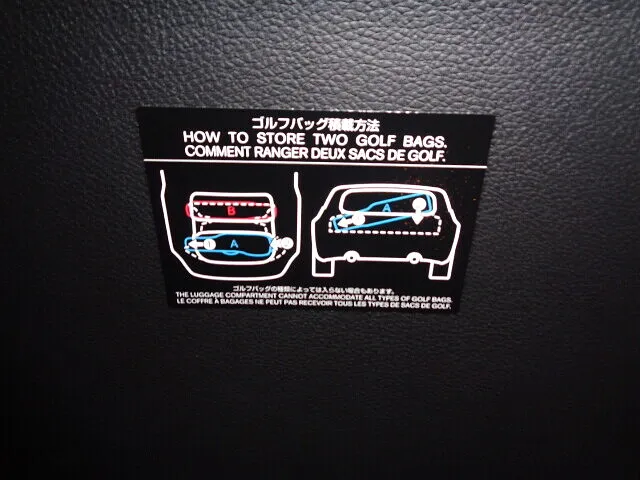 ゴルフバッグ積載方法
HOW TO STORE TWO GOLF BAGS.
COMMENT RANGER DEUX SACS DE GOLF.
B
A
A
ゴルフバッグの種類によっては入らない場合もあります。
THE LUGGAGE COMPARTMENT CANNOT ACCOMMODATE ALL TYPES OF GOLF BAGS.
LE COFFRE À BAGAGES NE PEUT PAS RECEVOIR TOUS LES TYPES DE SACS DE GOLF.